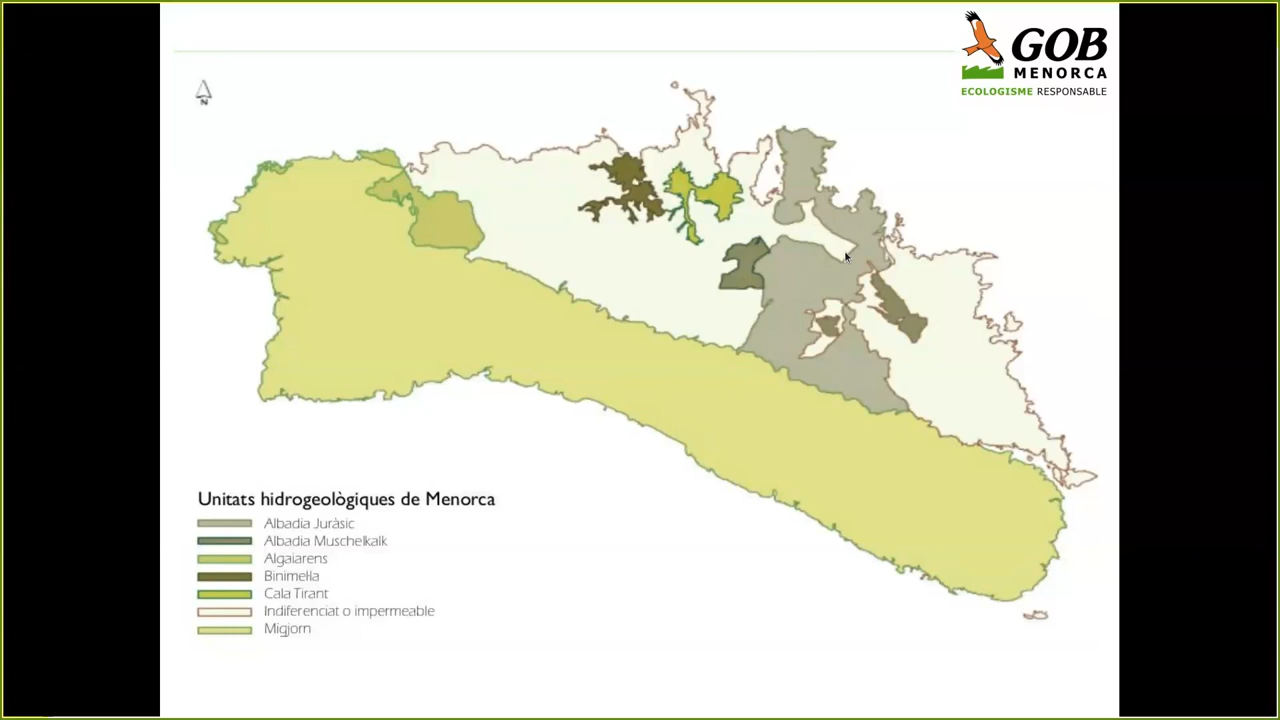 GOB
MENORCA
ECOLOGISME RESPONSABLE
N
Unitats hidrogeològiques de Menorca
Albadia Juràsic
Albadia Muschelkalk
Algaiarens
Binimel·la
Cala Tirant
Indiferenciat o impermeable
Migjorn